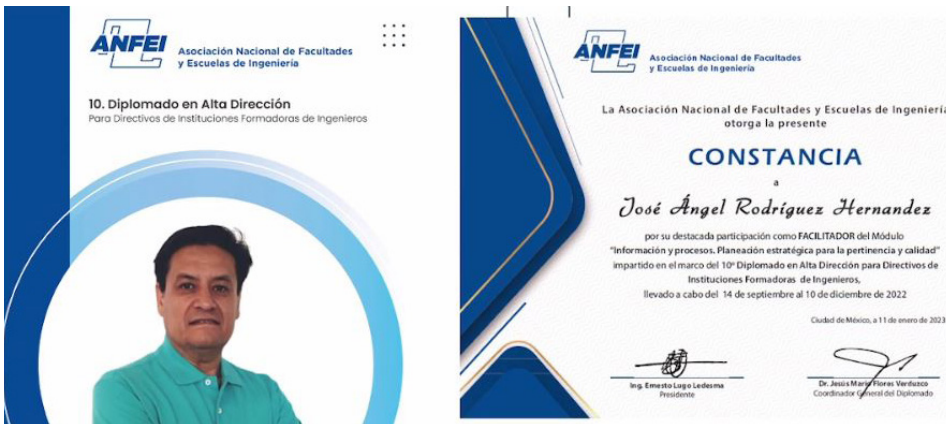 ANFEI
Asociación Nacional de Facultades
y Escuelas de Ingeniería
10. Diplomado en Alta Dirección
Para Directivos de Instituciones Formadoras de Ingenieros
ANFEI
Asociación Nacional de Facultades
y Escuelas de Ingeniería
La Asociación Nacional de Facultades y Escuelas de Ingeniería
otorga la presente
CONSTANCIA
a
José Ángel Rodríguez Hernandez
por su destacada participación como FACILITADOR del Módulo
"Información y procesos. Planeación estratégica para la pertinencia y calidad"
impartido en el marco del 10º Diplomado en Alta Dirección para Directivos de
Instituciones Formadoras de Ingenieros,
llevado a cabo del 14 de septiembre al 10 de diciembre de 2022
Ciudad de México, a 11 de enero de 2023
Ing. Ernesto Lugo Ledesma
Presidente
Dr. Jesús Mario Flores Verduzco
Coordinador General del Diplomado